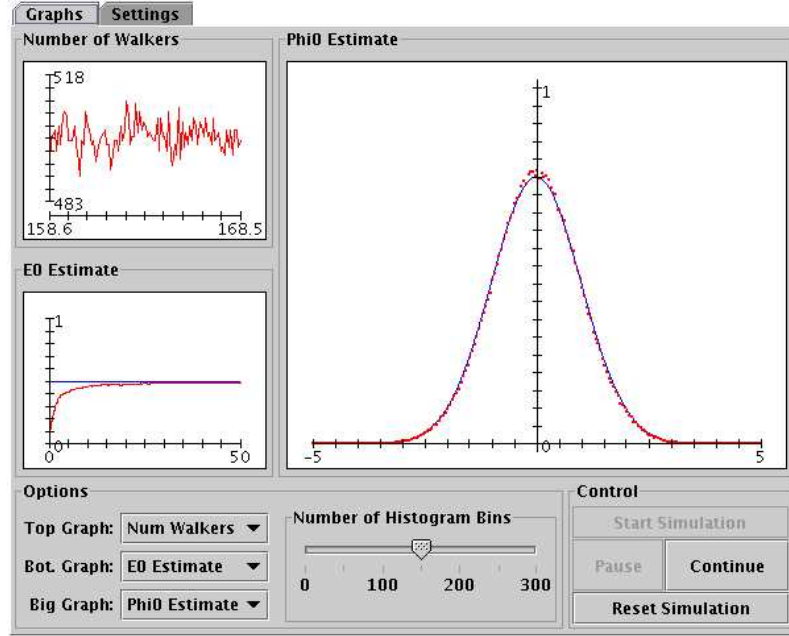 Graphs Settings
Number of Walkers
518
483
158.6 168.5
E0 Estimate
1
0
0 50
Phi0 Estimate
1
-5 0 5
Options
Top Graph: Num Walkers
Bot. Graph: E0 Estimate
Big Graph: Phi0 Estimate
Number of Histogram Bins
0 100 200 300
Control
Start Simulation
Pause Continue
Reset Simulation